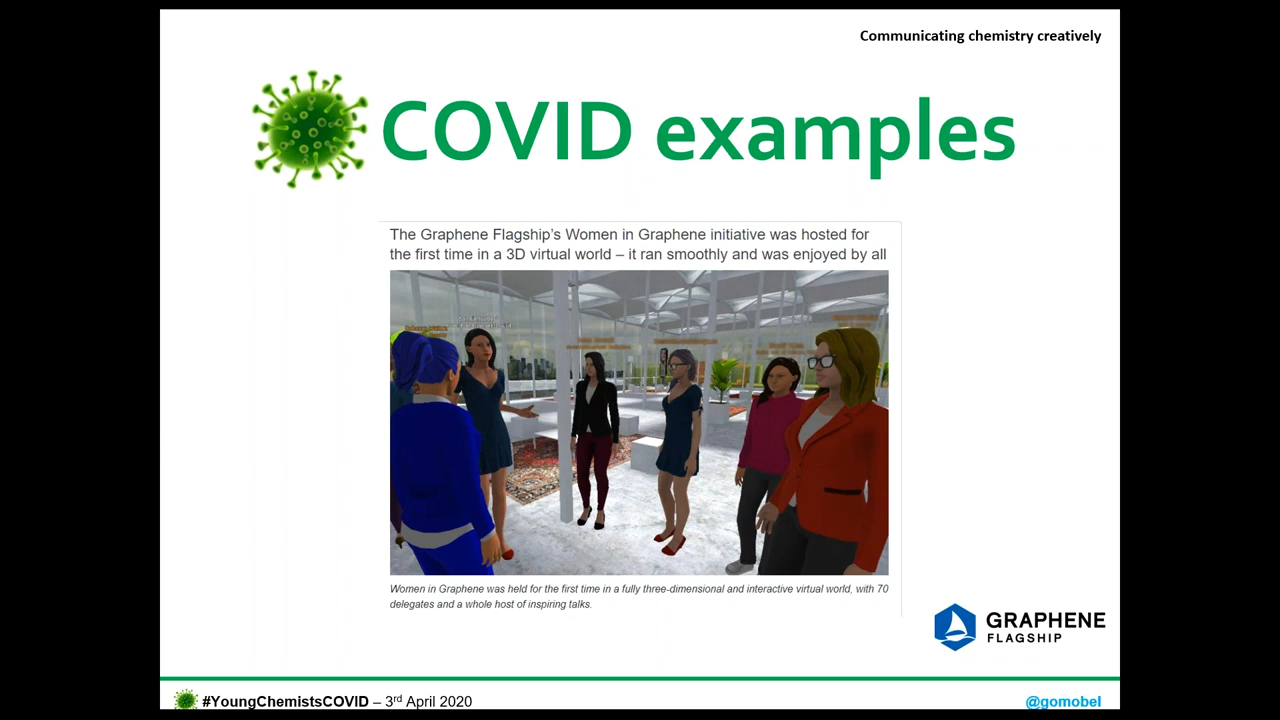 Communicating chemistry creatively
COVID examples
The Graphene Flagship’s Women in Graphene initiative was hosted for
the first time in a 3D virtual world – it ran smoothly and was enjoyed by all
Women in Graphene was held for the first time in a fully three-dimensional and interactive virtual world, with 70
delegates and a whole host of inspiring talks.
GRAPHENE
FLAGSHIP
#YoungChemistsCOVID – 3rd April 2020
@gomobel